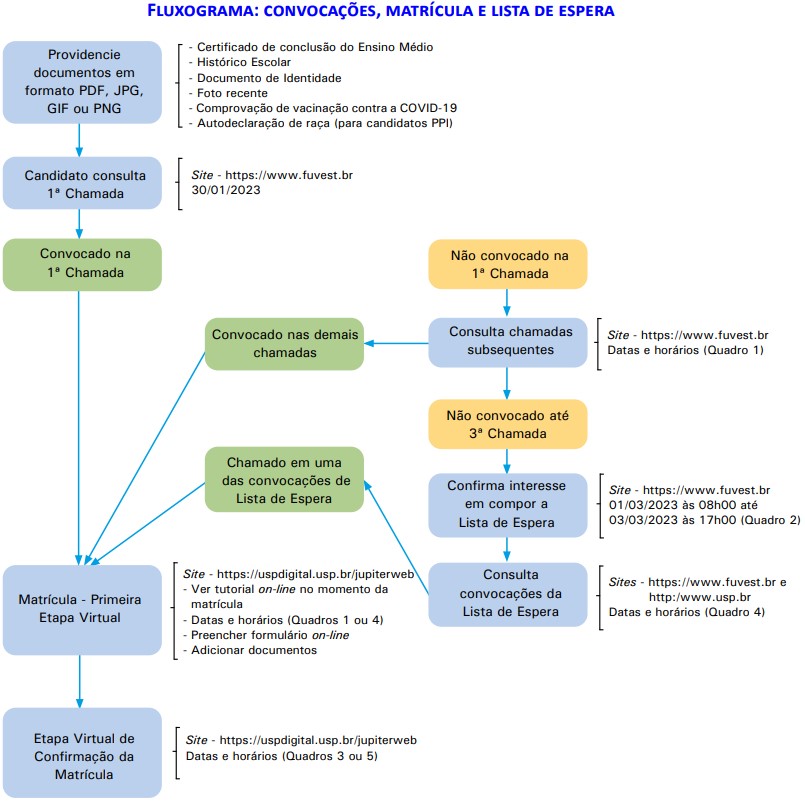 FLUXOGRAMA: CONVOCAÇÕES, MATRÍCULA E LISTA DE ESPERA
Providencie
documentos em
formato PDF, JPG,
GIF ou PNG
- Certificado de conclusão do Ensino Médio
- Histórico Escolar
- Documento de Identidade
- Foto recente
- Comprovação de vacinação contra a COVID-19
- Autodeclaração de raça (para candidatos PPI)
Candidato consulta
1ª Chamada
Site - https://www.fuvest.br
30/01/2023
Convocado na
1ª Chamada
Não convocado na
1ª Chamada
Convocado nas demais
chamadas
Consulta chamadas
subsequentes
Site - https://www.fuvest.br
Datas e horários (Quadro 1)
Não convocado até
3ª Chamada
Chamado em uma
das convocações de
Lista de Espera
Confirma interesse
em compor a
Lista de Espera
Site - https://www.fuvest.br
01/03/2023 às 08h00 até
03/03/2023 às 17h00 (Quadro 2)
Consulta
convocações da
Lista de Espera
Sites - https://www.fuvest.br e
http:/www.usp.br
Datas e horários (Quadro 4)
Matrícula - Primeira
Etapa Virtual
Site - https://uspdigital.usp.br/jupiterweb
- Ver tutorial on-line no momento da
matrícula
- Datas e horários (Quadros 1 ou 4)
- Preencher formulário on-line
- Adicionar documentos
Etapa Virtual de
Confirmação da
Matrícula
Site - https://uspdigital.usp.br/jupiterweb
Datas e horários (Quadros 3 ou 5)